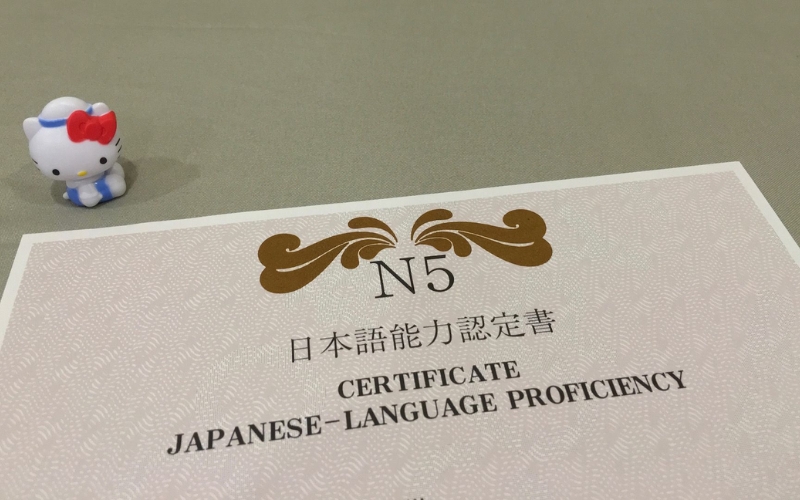 N5
日本語能力認定書
CERTIFICATE
JAPANESE-LANGUAGE PROFICIENCY